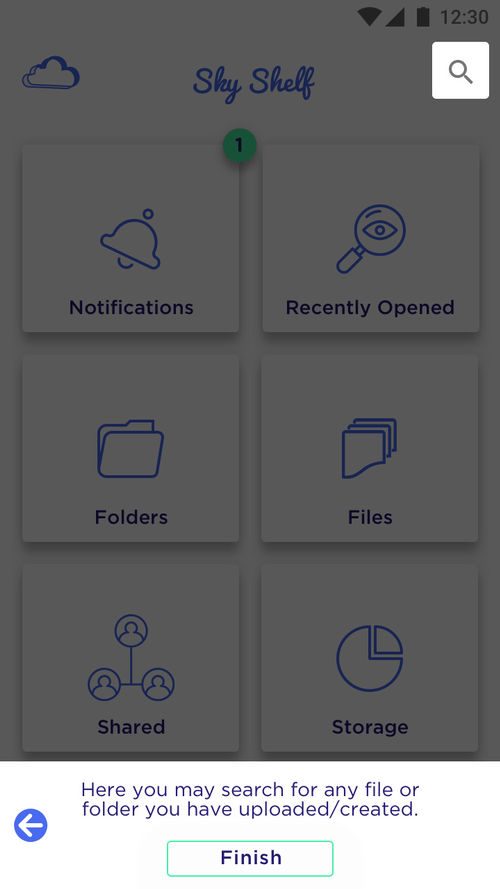 12:30
Sky Shelf
1
Notifications
Recently Opened
Folders
Files
Shared
Storage
Here you may search for any file or
folder you have uploaded/created.
Finish